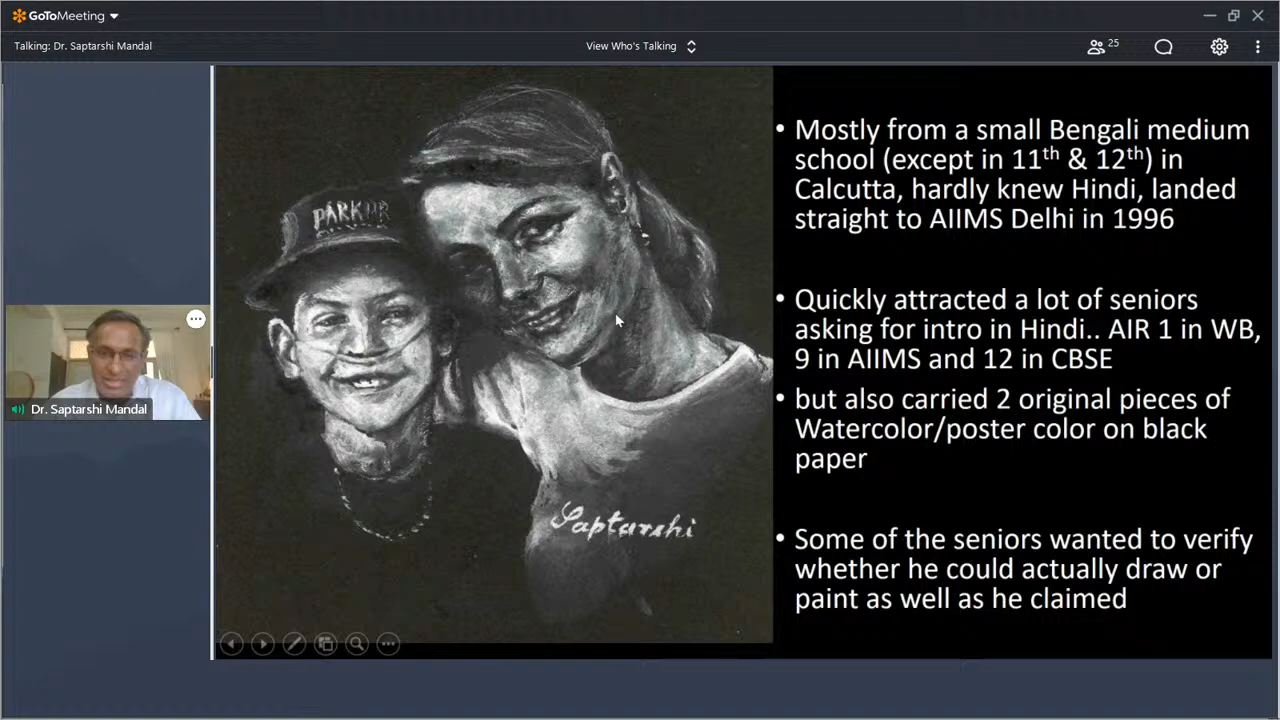 GoToMeeting
Talking: Dr. Saptarshi Mandal
View Who's Talking
25
PARKUR
Saptarshi
Dr. Saptarshi Mandal
• Mostly from a small Bengali medium
school (except in 11th & 12th) in
Calcutta, hardly knew Hindi, landed
straight to AIIMS Delhi in 1996
• Quickly attracted a lot of seniors
asking for intro in Hindi.. AIR 1 in WB,
9 in AIIMS and 12 in CBSE
• but also carried 2 original pieces of
Watercolor/poster color on black
paper
• Some of the seniors wanted to verify
whether he could actually draw or
paint as well as he claimed